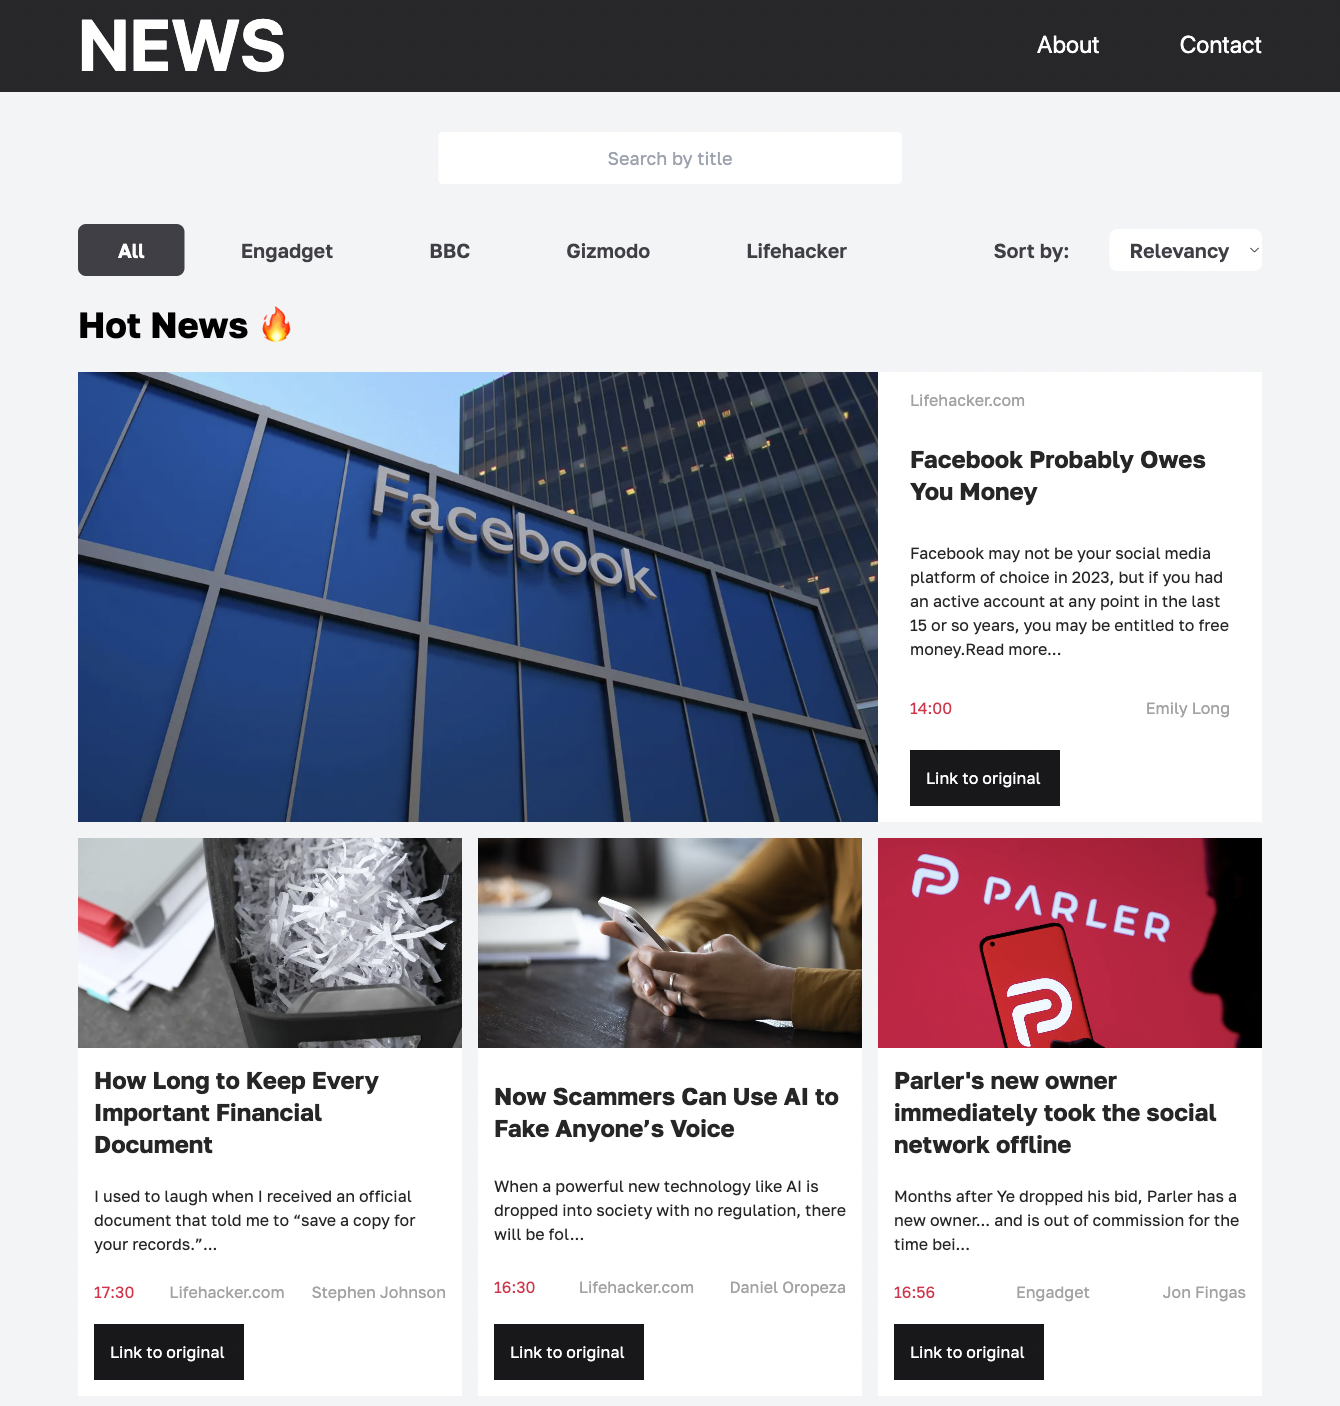 NEWS
About
Contact
Search by title
All
Engadget
BBC
Gizmodo
Lifehacker
Sort by:
Relevancy
Hot News 🔥
Facebook
Lifehacker.com
Facebook Probably Owes
You Money
Facebook may not be your social media
platform of choice in 2023, but if you had
an active account at any point in the last
15 or so years, you may be entitled to free
money.Read more...
14:00
Emily Long
Link to original
How Long to Keep Every
Important Financial
Document
I used to laugh when I received an official
document that told me to “save a copy for
your records.”...
17:30
Lifehacker.com
Stephen Johnson
Link to original
Now Scammers Can Use AI to
Fake Anyone’s Voice
When a powerful new technology like AI is
dropped into society with no regulation, there
will be fol...
16:30
Lifehacker.com
Daniel Oropeza
Link to original
PARLER
Parler's new owner
immediately took the social
network offline
Months after Ye dropped his bid, Parler has a
new owner... and is out of commission for the
time bei...
16:56
Engadget
Jon Fingas
Link to original